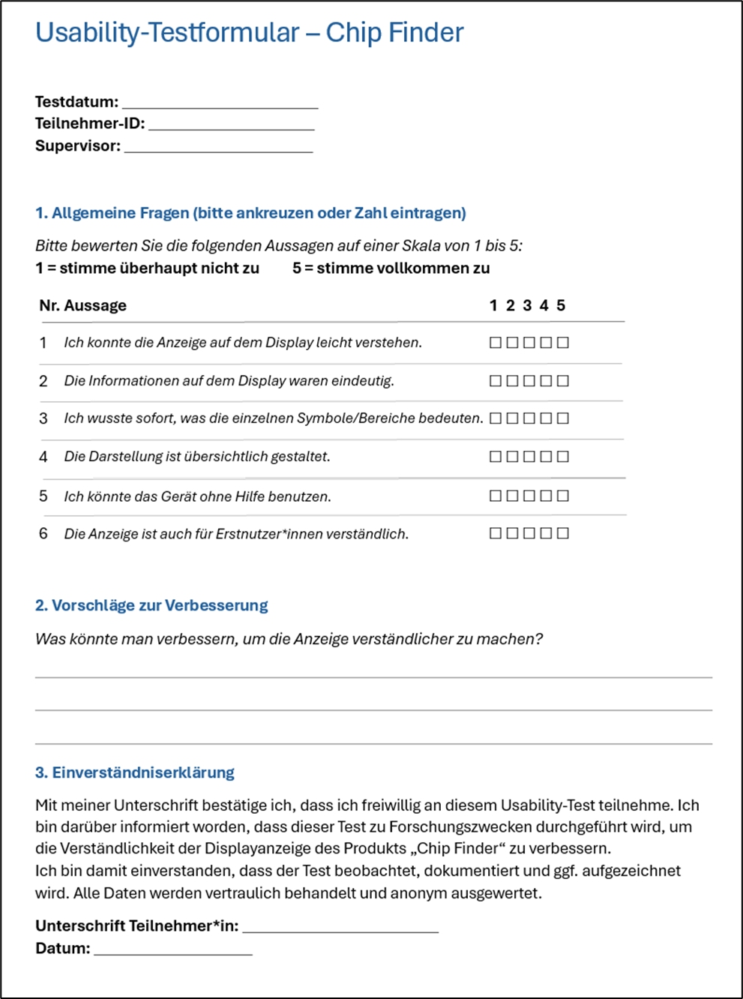 Usability-Testformular – Chip Finder
Testdatum: ________________________
Teilnehmer-ID: ____________________
Supervisor: _______________________
1. Allgemeine Fragen (bitte ankreuzen oder Zahl eintragen)
Bitte bewerten Sie die folgenden Aussagen auf einer Skala von 1 bis 5:
1 = stimme überhaupt nicht zu 5 = stimme vollkommen zu
Nr. Aussage 1 2 3 4 5
1 Ich konnte die Anzeige auf dem Display leicht verstehen. ☐ ☐ ☐ ☐ ☐
2 Die Informationen auf dem Display waren eindeutig. ☐ ☐ ☐ ☐ ☐
3 Ich wusste sofort, was die einzelnen Symbole/Bereiche bedeuten. ☐ ☐ ☐ ☐ ☐
4 Die Darstellung ist übersichtlich gestaltet. ☐ ☐ ☐ ☐ ☐
5 Ich könnte das Gerät ohne Hilfe benutzen. ☐ ☐ ☐ ☐ ☐
6 Die Anzeige ist auch für Erstnutzer*innen verständlich. ☐ ☐ ☐ ☐ ☐
2. Vorschläge zur Verbesserung
Was könnte man verbessern, um die Anzeige verständlicher zu machen?
3. Einverständniserklärung
Mit meiner Unterschrift bestätige ich, dass ich freiwillig an diesem Usability-Test teilnehme. Ich
bin darüber informiert worden, dass dieser Test zu Forschungszwecken durchgeführt wird, um
die Verständlichkeit der Displayanzeige des Produkts „Chip Finder“ zu verbessern.
Ich bin damit einverstanden, dass der Test beobachtet, dokumentiert und ggf. aufgezeichnet
wird. Alle Daten werden vertraulich behandelt und anonym ausgewertet.
Unterschrift Teilnehmer*in: ________________________
Datum: ___________________